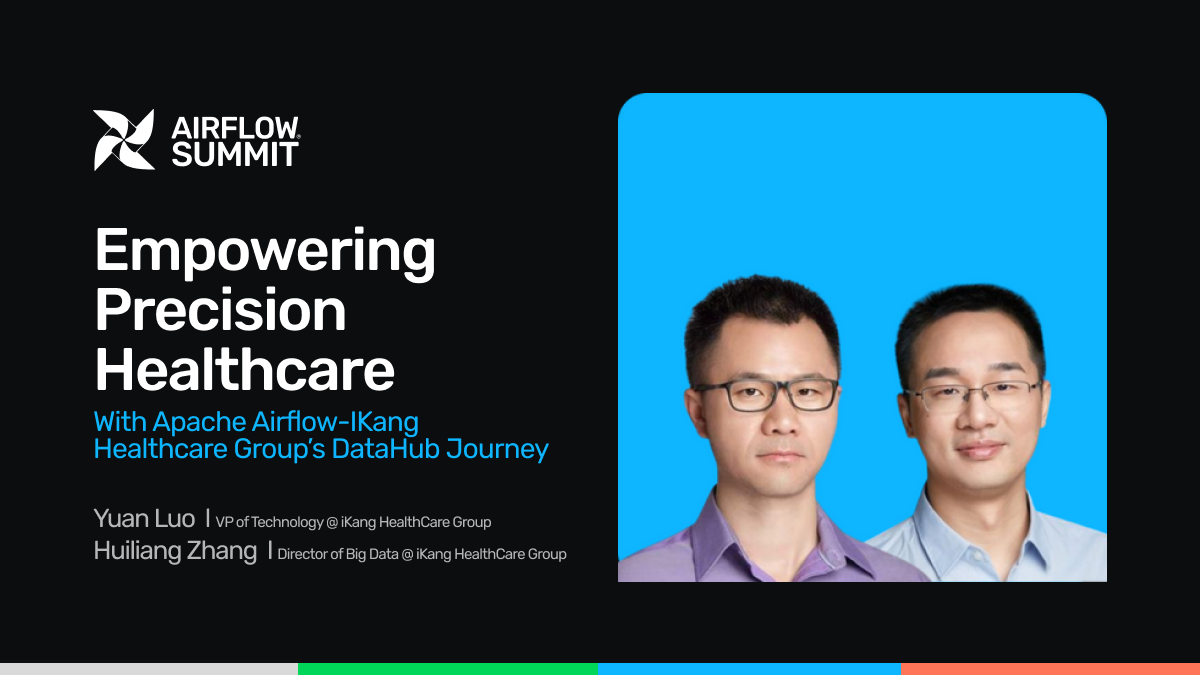 AIRFLOW®
SUMMIT
Empowering
Precision
Healthcare
With Apache Airflow-IKang
Healthcare Group’s DataHub Journey
Yuan Luo | VP of Technology @ iKang HealthCare Group
Huiliang Zhang | Director of Big Data @ iKang HealthCare Group